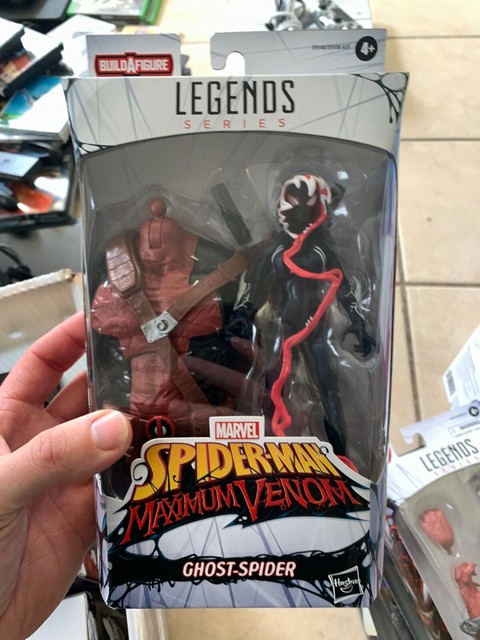 BUILD A FIGURE
4+
LEGENDS
SERIES
MARVEL
SPIDER-MAN
MAXIMUM VENOM
GHOST-SPIDER
Hasbro
LEGENDS
SERIES